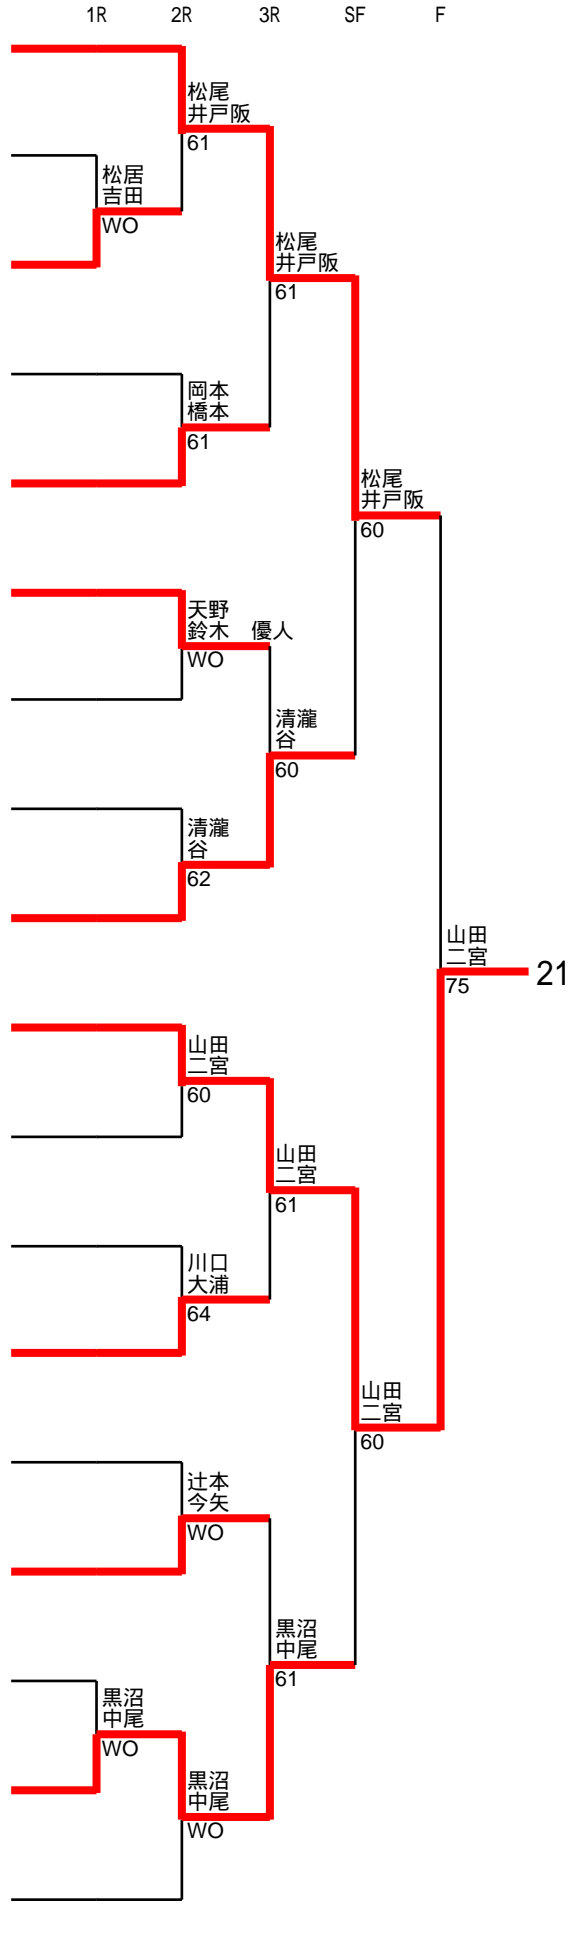 1R 2R 3R SF F
松尾
井戸阪
61
松居
吉田
WO
松尾
井戸阪
61
岡本
橋本
61
松尾
井戸阪
60
天野
鈴木 優人
WO
清瀧
谷
60
清瀧
谷
62
山田
二宮
75
21
山田
二宮
60
山田
二宮
61
川口
大浦
64
山田
二宮
60
辻本
今矢
WO
黒沼
中尾
61
黒沼
中尾
WO
黒沼
中尾
WO